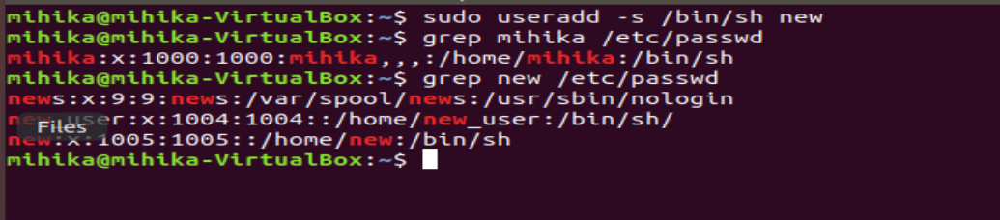 mihika@mihika-VirtualBox:~$ sudo useradd -s /bin/sh new
mihika@mihika-VirtualBox:~$ grep mihika /etc/passwd
mihika:x:1000:1000:mihika,,,:/home/mihika:/bin/sh
mihika@mihika-VirtualBox:~$ grep new /etc/passwd
news:x:9:9:news:/var/spool/news:/usr/sbin/nologin
new_user:x:1004:1004::/home/new_user:/bin/sh/
Files
new:x:1005:1005::/home/new:/bin/sh
mihika@mihika-VirtualBox:~$